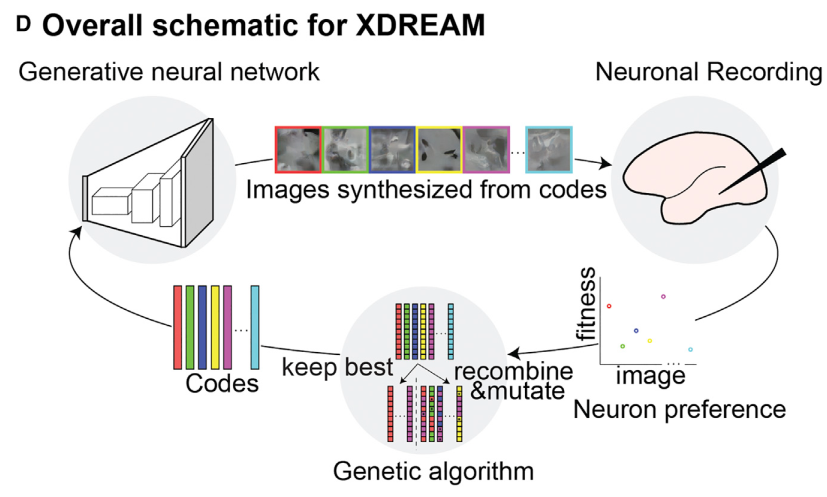 D Overall schematic for XDREAM
Generative neural network
Neuronal Recording
Images synthesized from codes
fitness
image
Neuron preference
Codes
keep best
recombine
&mutate
Genetic algorithm